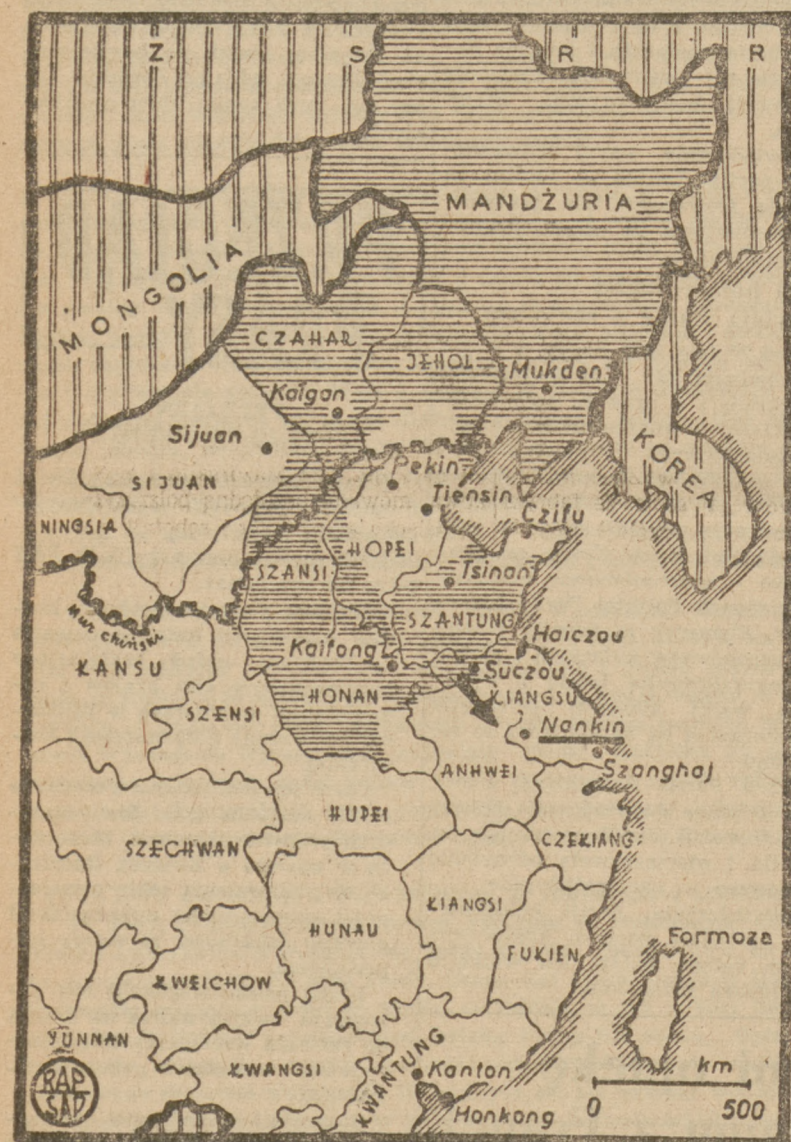 Z S R R
MANDŻURIA
MONGOLIA
CZAHAR
JEHOL
Mukden
Kałgan
Sijuan
SIJUAN
Pekin
Tiensin
KOREA
Czifu
NINGSIA
HOPEI
SZANSI
Tsinan
SZANTUNG
Mur chiński
Haiczou
KANSU
Kaifong
Suczou
KIANGSU
HONAN
SZENSI
Nankin
ANHWEI
Szanghaj
HUPEI
SZECHWAN
CZEKIANG
KIANGSI
HUNAU
FUKIEN
Formoza
KWEICHOW
YUNNAN
KWANGSI
KWANTUNG
Kanton
Honkong
km
0 500
RAP
SAP